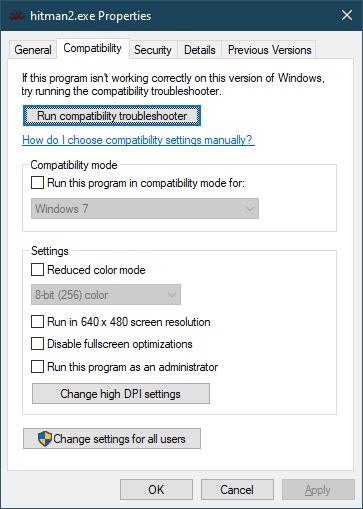 hitman2.exe Properties
General Compatibility Security Details Previous Versions
If this program isn't working correctly on this version of Windows,
try running the compatibility troubleshooter.
Run compatibility troubleshooter
How do I choose compatibility settings manually?
Compatibility mode
Run this program in compatibility mode for:
Windows 7
Settings
Reduced color mode
8-bit (256) color
Run in 640 x 480 screen resolution
Disable fullscreen optimizations
Run this program as an administrator
Change high DPI settings
Change settings for all users
OK Cancel Apply